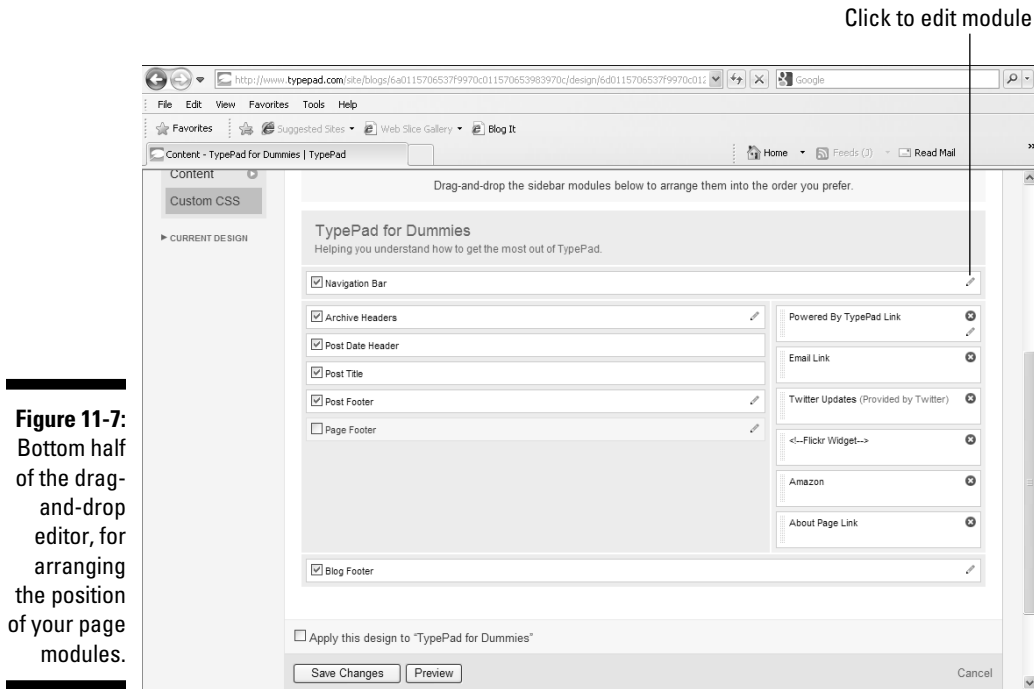 Click to edit module
http://www.typepad.com/site/blogs/6a0115706537f9970c011570653983970c/design/6d0115706537f9970c012
Google
File Edit View Favorites Tools Help
Favorites Suggested Sites Web Slice Gallery Blog It
Content - TypePad for Dummies | TypePad
Home Feeds (J) Read Mail »
Content
Custom CSS
CURRENT DESIGN
Drag-and-drop the sidebar modules below to arrange them into the order you prefer.
TypePad for Dummies
Helping you understand how to get the most out of TypePad.
Navigation Bar
Archive Headers
Post Date Header
Post Title
Post Footer
Page Footer
Powered By TypePad Link
Email Link
Twitter Updates (Provided by Twitter)
<!--Flickr Widget-->
Amazon
About Page Link
Blog Footer
Apply this design to "TypePad for Dummies"
Save Changes Preview Cancel
Figure 11-7:
Bottom half
of the drag-
and-drop
editor, for
arranging
the position
of your page
modules.